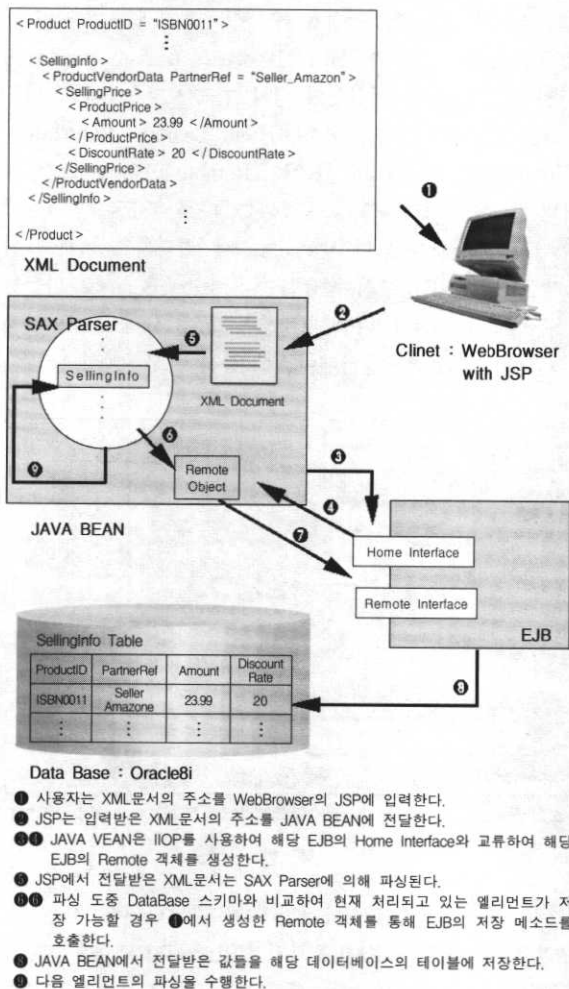 < Product ProductID = "ISBN0011" >
⋮
< SellingInfo >
< ProductVendorData PartnerRef = "Seller_Amazon" >
< SellingPrice >
< ProductPrice >
< Amount > 23.99 < /Amount >
< / ProductPrice >
< DiscountRate > 20 < / DiscountRate >
< /SellingPrice >
< /ProductVendorData >
< /SellingInfo >
⋮
< /Product >
XML Document
❶
Clinet : WebBrowser
with JSP
❷
SAX Parser
SellingInfo
❺
XML Document
❻
❾
Remote
Object
JAVA BEAN
❸
❹
❼
Home Interface
Remote Interface
EJB
❽
SellingInfo Table
ProductID PartnerRef Amount Discount Rate
ISBN0011 Seller Amazone 23.99 20
⋮ ⋮ ⋮ ⋮
Data Base : Oracle8i
❶ 사용자는 XML문서의 주소를 WebBrowser의 JSP에 입력한다.
❷ JSP는 입력받은 XML문서의 주소를 JAVA BEAN에 전달한다.
❸❹ JAVA VEAN은 IIOP를 사용하여 해당 EJB의 Home Interface와 교류하여 해당
EJB의 Remote 객체를 생성한다.
❺ JSP에서 전달받은 XML문서는 SAX Parser에 의해 파싱된다.
파싱 도중 DataBase 스키마와 비교하여 현재 처리되고 있는 엘리먼트가 저
장 가능할 경우 ❹에서 생성한 Remote 객체를 통해 EJB의 저장 메소드를
호출한다.
❽ JAVA BEAN에서 전달받은 값들을 해당 데이터베이스의 테이블에 저장한다.
❾ 다음 엘리먼트의 파싱을 수행한다.